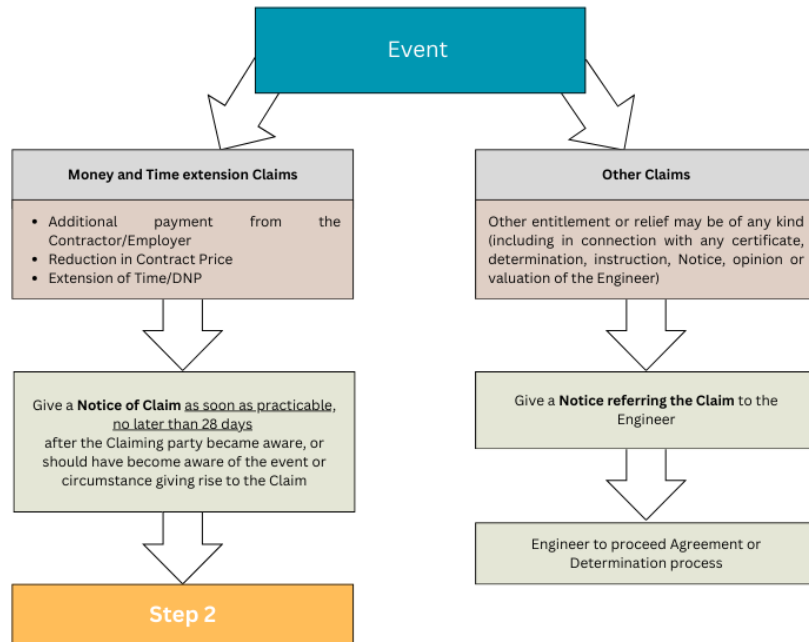 Event
Money and Time extension Claims
• Additional payment from the
Contractor/Employer
• Reduction in Contract Price
• Extension of Time/DNP
Give a Notice of Claim as soon as practicable,
no later than 28 days
after the Claiming party became aware, or
should have become aware of the event or
circumstance giving rise to the Claim
Step 2
Other Claims
Other entitlement or relief may be of any kind
(including in connection with any certificate,
determination, instruction, Notice, opinion or
valuation of the Engineer)
Give a Notice referring the Claim to the
Engineer
Engineer to proceed Agreement or
Determination process